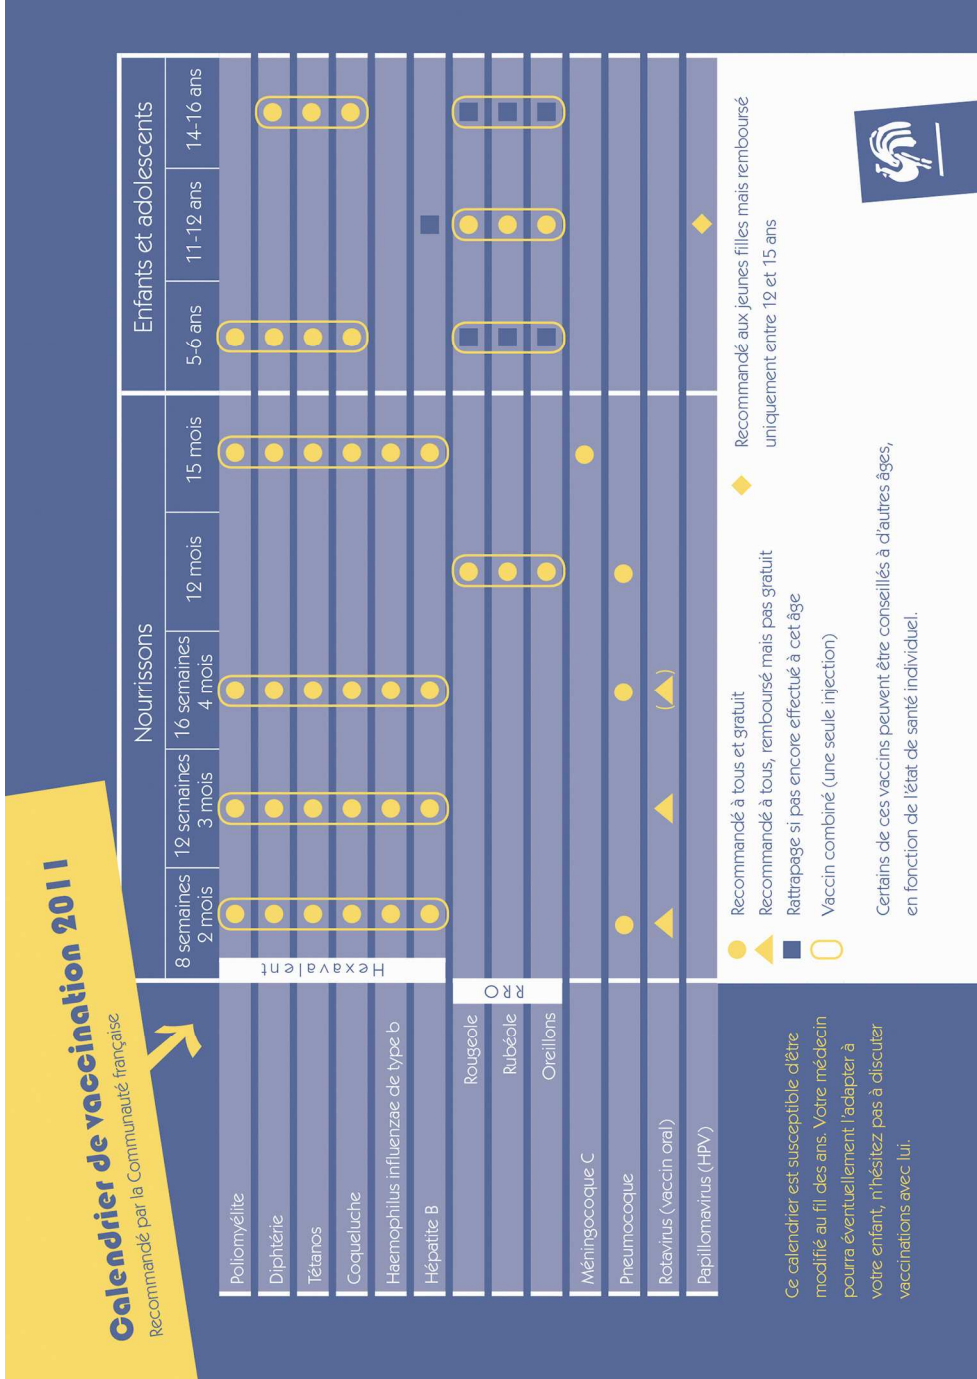 Calendrier de vaccination 2011
Recommandé par la Communauté française
Nourrissons
Enfants et adolescents
8 semaines
2 mois
12 semaines
3 mois
16 semaines
4 mois
12 mois
15 mois
5-6 ans
11-12 ans
14-16 ans
Hexavalent
Poliomyélite
Diphtérie
Tétanos
Coqueluche
Haemophilus influenzae de type b
Hépatite B
RRO
Rougeole
Rubéole
Oreillons
Méningocoque C
Pneumocoque
Rotavirus (vaccin oral)
( )
Papillomavirus (HPV)
Recommandé à tous et gratuit
Recommandé à tous, remboursé mais pas gratuit
Rattrapage si pas encore effectué à cet âge
Vaccin combiné (une seule injection)
Recommandé aux jeunes filles mais remboursé
uniquement entre 12 et 15 ans
Certains de ces vaccins peuvent être conseillés à d'autres âges,
en fonction de l'état de santé individuel.
Ce calendrier est susceptible d'être
modifié au fil des ans. Votre médecin
pourra éventuellement l'adapter à
votre enfant, n'hésitez pas à discuter
vaccinations avec lui.